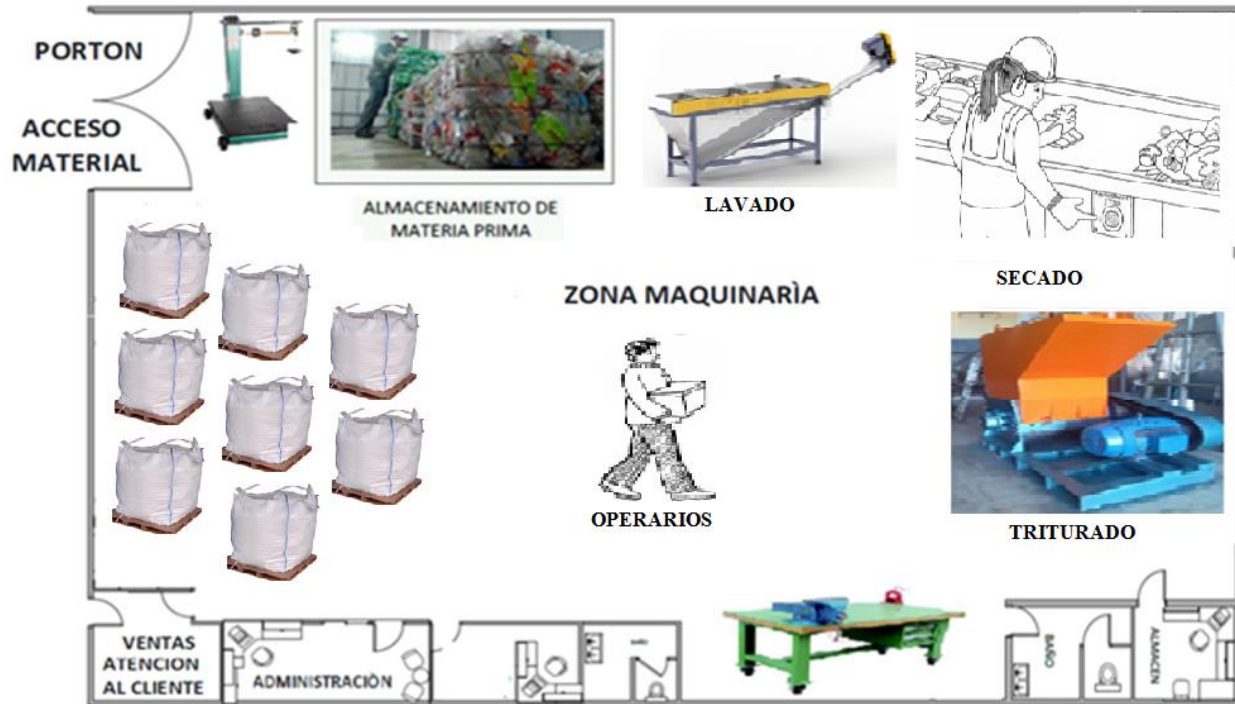 PORTON
ACCESO
MATERIAL
ALMACENAMIENTO DE
MATERIA PRIMA
LAVADO
SECADO
ZONA MAQUINARÌA
OPERARIOS
TRITURADO
VENTAS
ATENCION
AL CLIENTE
ADMINISTRACIÒN
BAÑO
BAÑO
ALMACEN